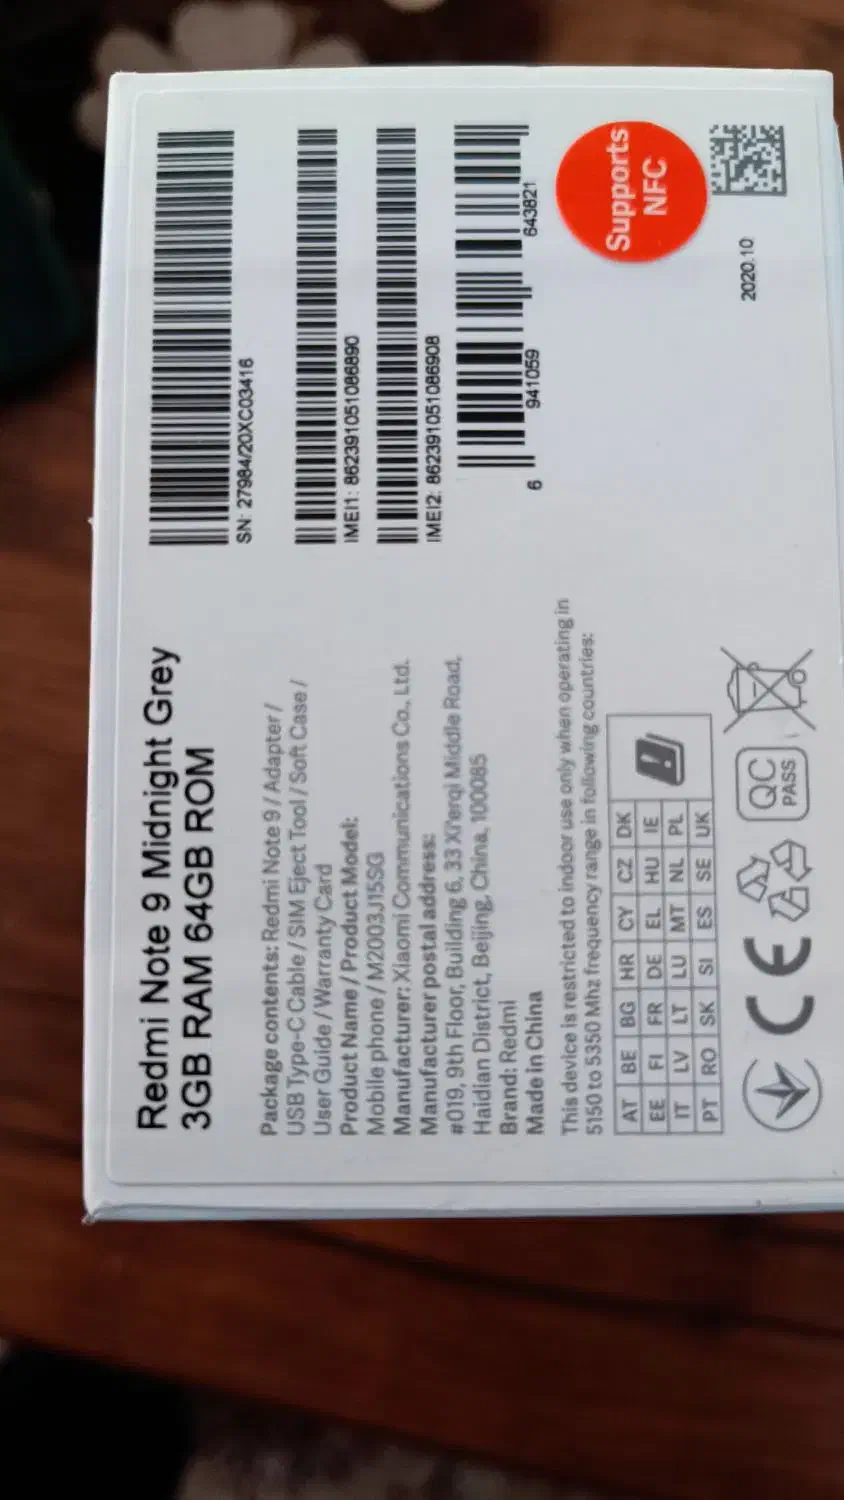 Redmi Note 9 Midnight Grey
3GB RAM 64GB ROM
Package contents: Redmi Note 9 / Adapter /
USB Type-C Cable / SIM Eject Tool / Soft Case /
User Guide / Warranty Card
Product Name / Product Model:
Mobile phone / M2003J15SG
Manufacturer: Xiaomi Communications Co., Ltd.
Manufacturer postal address:
#019, 9th Floor, Building 6, 33 Xi'erqi Middle Road,
Haidian District, Beijing, China, 100085
Brand: Redmi
Made in China
This device is restricted to indoor use only when operating in
5150 to 5350 Mhz frequency range in following countries:
AT BE BG HR CY CZ DK
EE FI FR DE EL HU IE
IT LV LT LU MT NL PL
PT RO SK SI ES SE UK
CE
QC
PASS
SN: 27984/20XC03416
IMEI1: 862391051086890
IMEI2: 862391051086908
6 941059 643821
Supports
NFC
2020.10